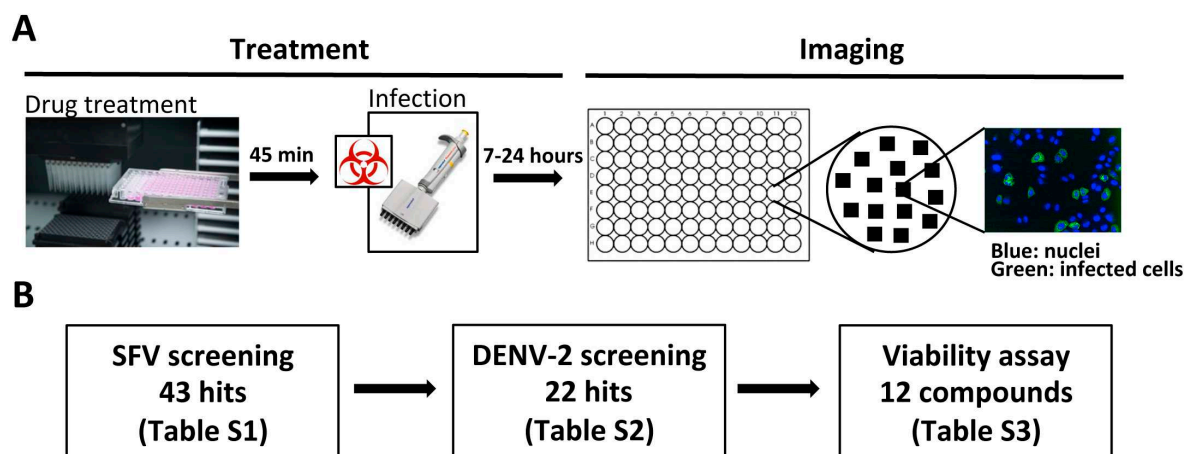 A
Treatment
Imaging
Drug treatment
Infection
45 min
7-24 hours
1 2 3 4 5 6 7 8 9 10 11 12
A
B
C
D
E
F
G
H
Blue: nuclei
Green: infected cells
B
SFV screening
43 hits
(Table S1)
DENV-2 screening
22 hits
(Table S2)
Viability assay
12 compounds
(Table S3)